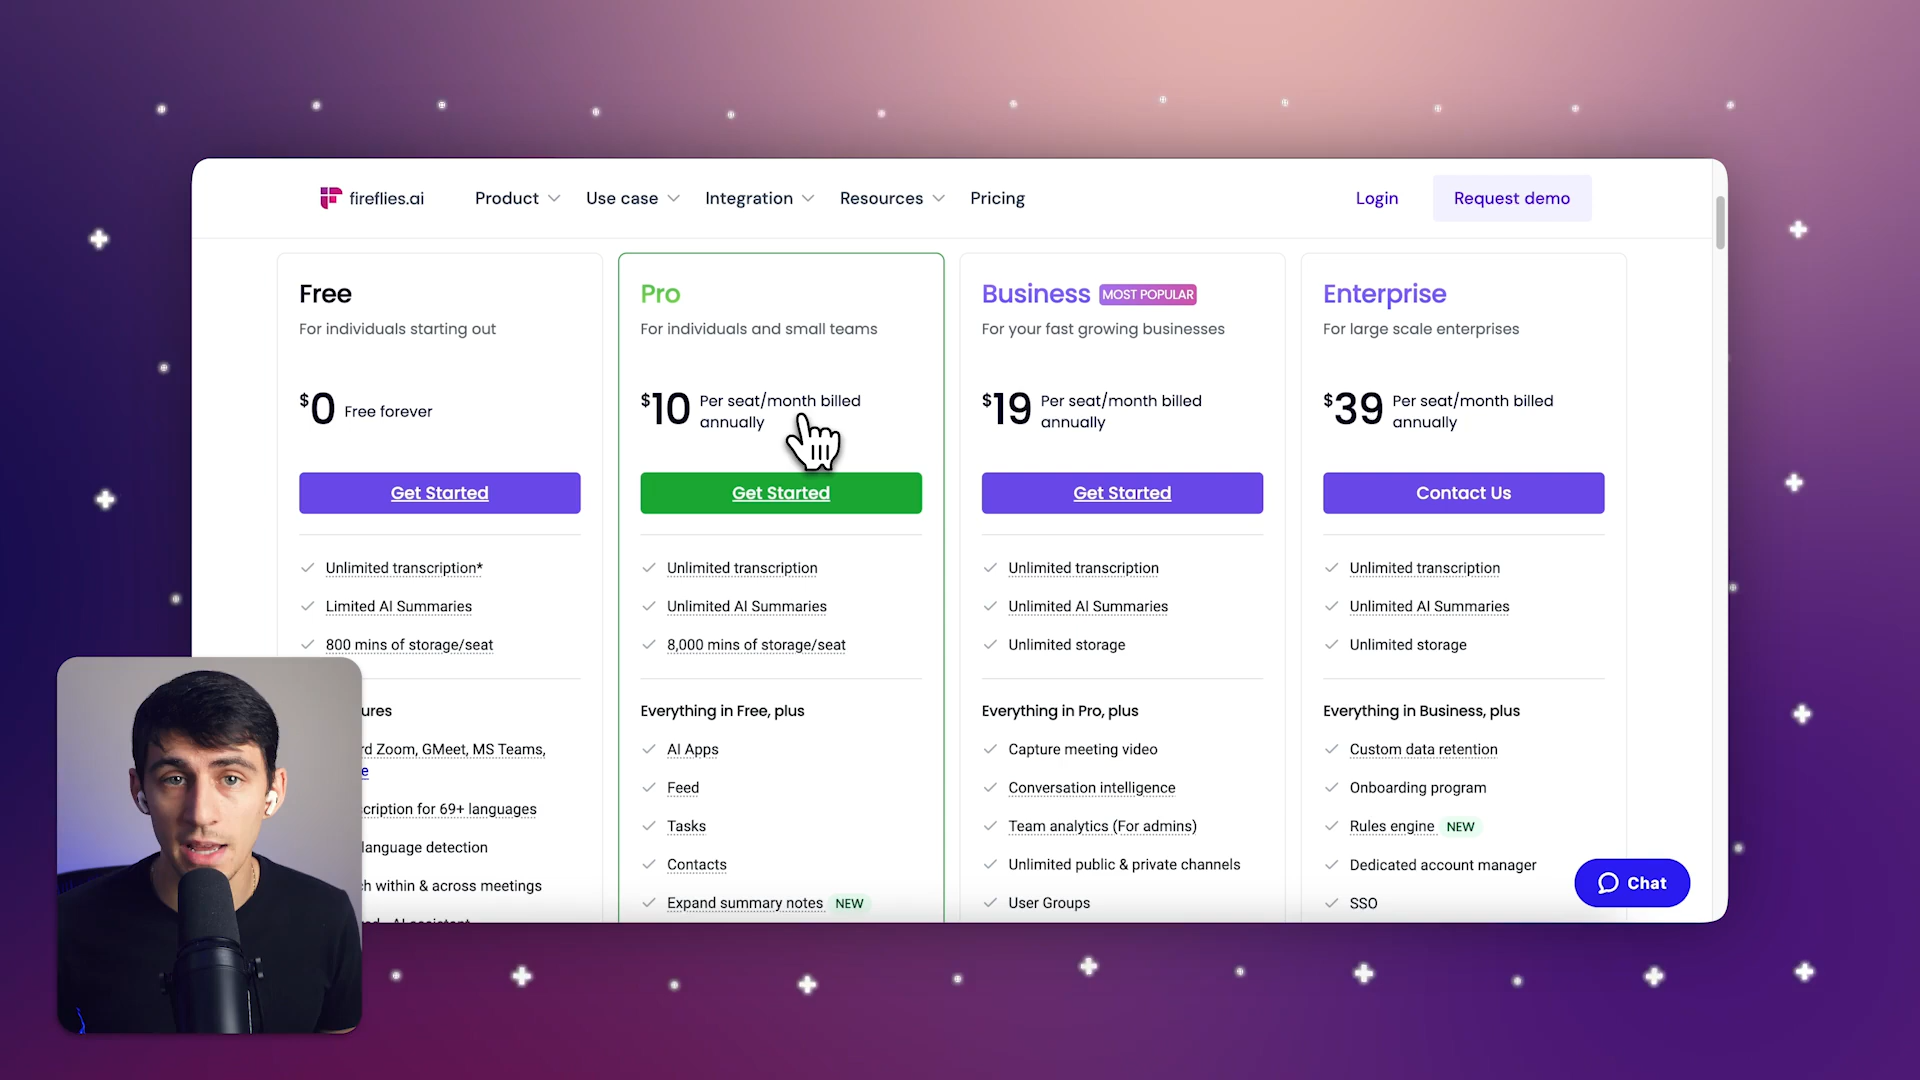 fireflies.ai
Product
Use case
Integration
Resources
Pricing
Login
Request demo
Free
For individuals starting out
$0 Free forever
Get Started
Unlimited transcription*
Limited AI Summaries
800 mins of storage/seat
ures
rd Zoom, GMeet, MS Teams,
e
cription for 69+ languages
language detection
h within & across meetings
Pro
For individuals and small teams
$10 Per seat/month billed
annually
Get Started
Unlimited transcription
Unlimited AI Summaries
8,000 mins of storage/seat
Everything in Free, plus
AI Apps
Feed
Tasks
Contacts
Expand summary notes NEW
Business MOST POPULAR
For your fast growing businesses
$19 Per seat/month billed
annually
Get Started
Unlimited transcription
Unlimited AI Summaries
Unlimited storage
Everything in Pro, plus
Capture meeting video
Conversation intelligence
Team analytics (For admins)
Unlimited public & private channels
User Groups
Enterprise
For large scale enterprises
$39 Per seat/month billed
annually
Contact Us
Unlimited transcription
Unlimited AI Summaries
Unlimited storage
Everything in Business, plus
Custom data retention
Onboarding program
Rules engine NEW
Dedicated account manager
SSO
Chat